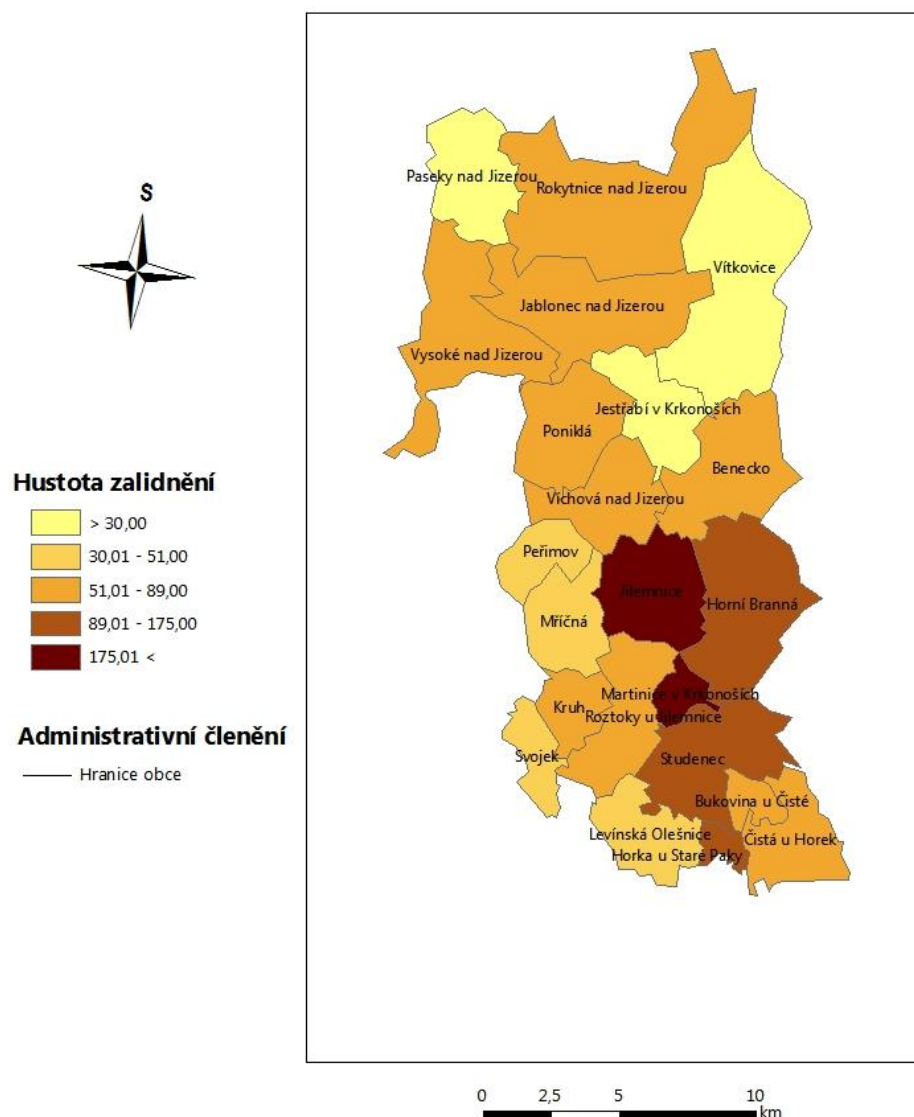 S
Hustota zalidnění
> 30,00
30,01 - 51,00
51,01 - 89,00
89,01 - 175,00
175,01 <
Administrativní členění
Hranice obce
Paseky nad Jizerou
Rokytnice nad Jizerou
Vítkovice
Jablonec nad Jizerou
Vysoké nad Jizerou
Jestřabí v Krkonoších
Poniklá
Benecko
Víchová nad Jizerou
Peřimov
Jilemnice
Horní Branná
Mříčná
Martinice v Krkonoších
Kruh
Roztoky u Jilemnice
Svojek
Studenec
Bukovina u Čisté
Levínská Olešnice
Čistá u Horek
Horka u Staré Paky
0 2,5 5 10
km